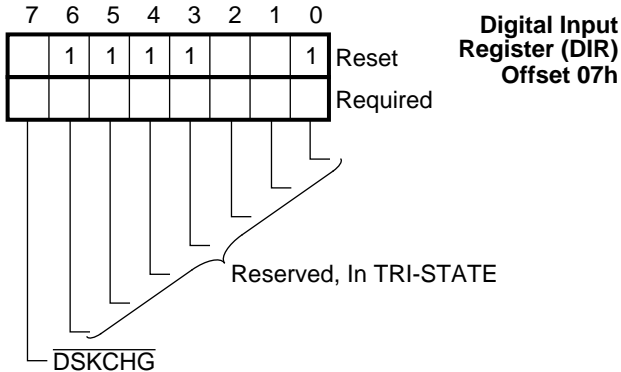 7 6 5 4 3 2 1 0
Digital Input
Register (DIR)
Offset 07h
1 1 1 1 1 Reset
Required
Reserved, In TRI-STATE
DSKCHG